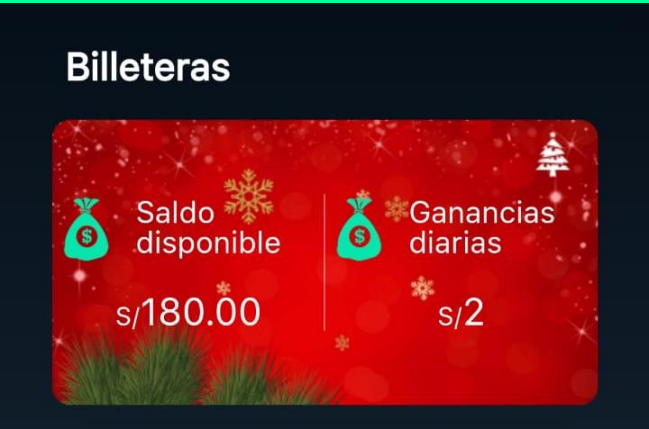 Billeteras
Saldo
disponible
S/180.00
Ganancias
diarias
S/2